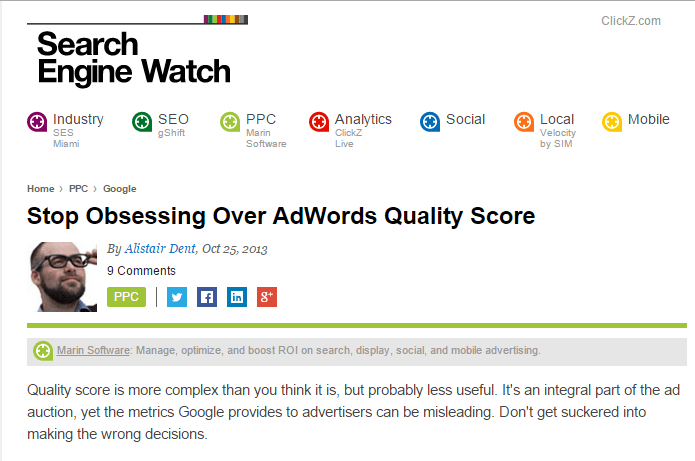 ClickZ.com
Search
Engine Watch
Industry
SES
Miami
SEO
gShift
PPC
Marin
Software
Analytics
ClickZ
Live
Social
Local
Velocity
by SIM
Mobile
Home › PPC › Google
Stop Obsessing Over AdWords Quality Score
By Alistair Dent, Oct 25, 2013
9 Comments
PPC
Marin Software: Manage, optimize, and boost ROI on search, display, social, and mobile advertising.
Quality score is more complex than you think it is, but probably less useful. It's an integral part of the ad
auction, yet the metrics Google provides to advertisers can be misleading. Don't get suckered into
making the wrong decisions.